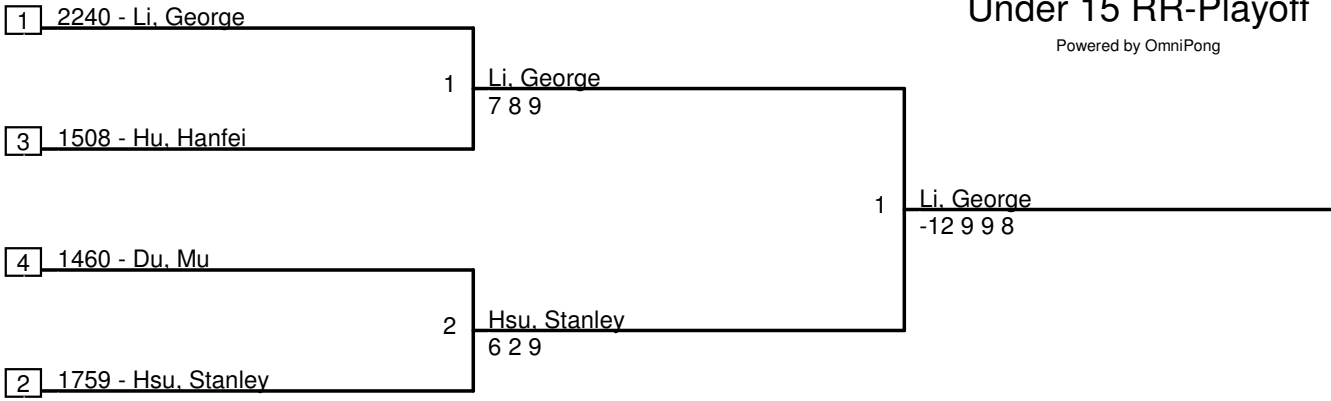 Under 15 RR-Playoff
Powered by OmniPong
1 2240 - Li, George
1 Li, George
7 8 9
3 1508 - Hu, Hanfei
1 Li, George
-12 9 9 8
4 1460 - Du, Mu
2 Hsu, Stanley
6 2 9
2 1759 - Hsu, Stanley